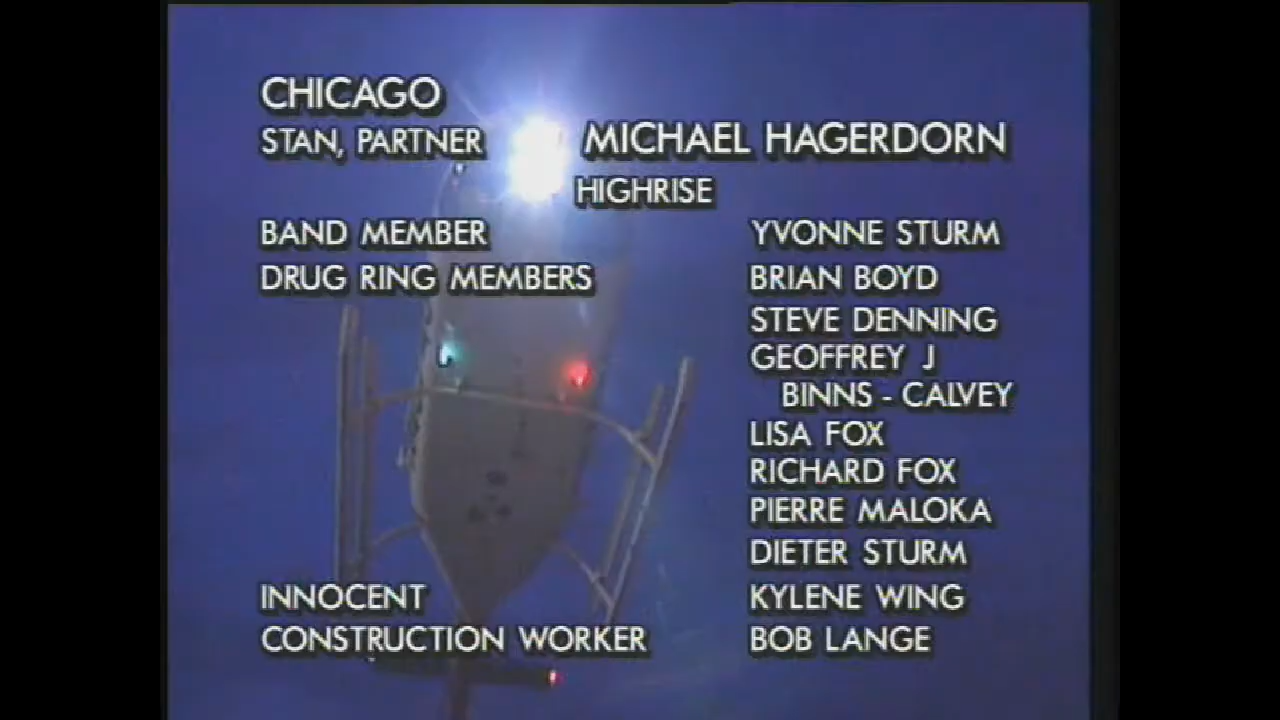 CHICAGO
STAN, PARTNER MICHAEL HAGERDORN
HIGHRISE
BAND MEMBER YVONNE STURM
DRUG RING MEMBERS BRIAN BOYD
STEVE DENNING
GEOFFREY J
BINNS - CALVEY
LISA FOX
RICHARD FOX
PIERRE MALOKA
DIETER STURM
INNOCENT KYLENE WING
CONSTRUCTION WORKER BOB LANGE